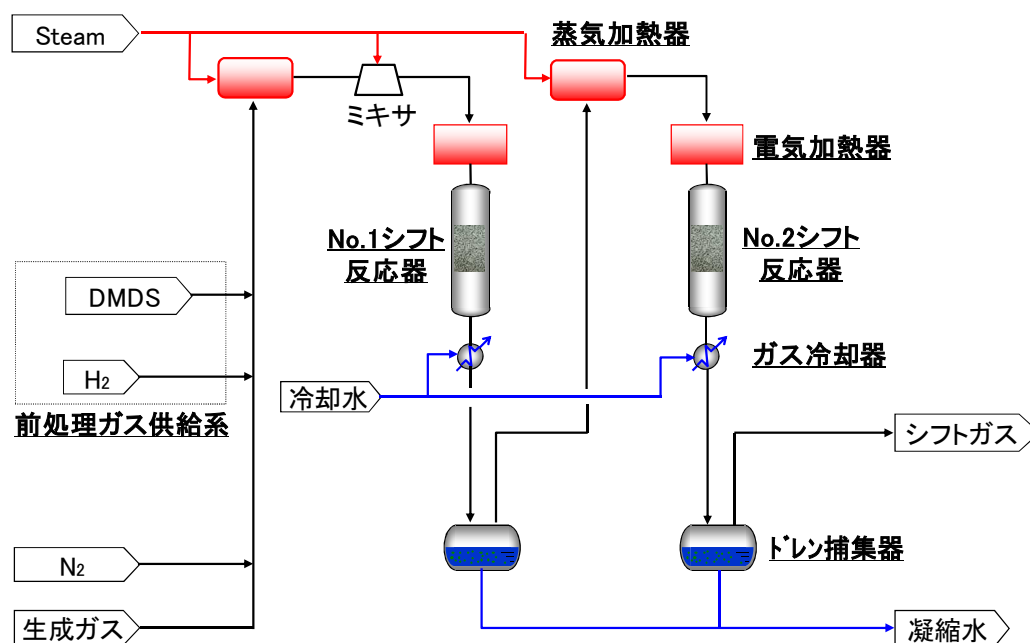 Steam
蒸気加熱器
ミキサ
電気加熱器
No.1シフト
反応器
No.2シフト
反応器
DMDS
H₂
前処理ガス供給系
ガス冷却器
冷却水
シフトガス
ドレン捕集器
N₂
生成ガス
凝縮水